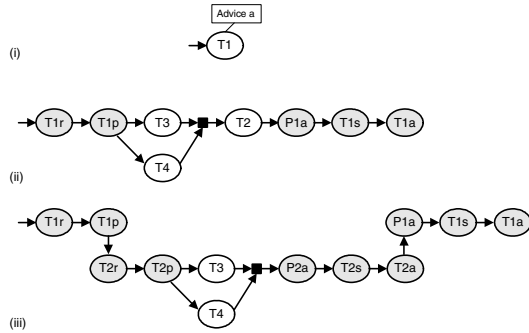 Advice a
T1
(i)
T1r T1p T3 T2 P1a T1s T1a
T4
(ii)
T1r T1p P1a T1s T1a
T2r T2p T3 P2a T2s T2a
T4
(iii)